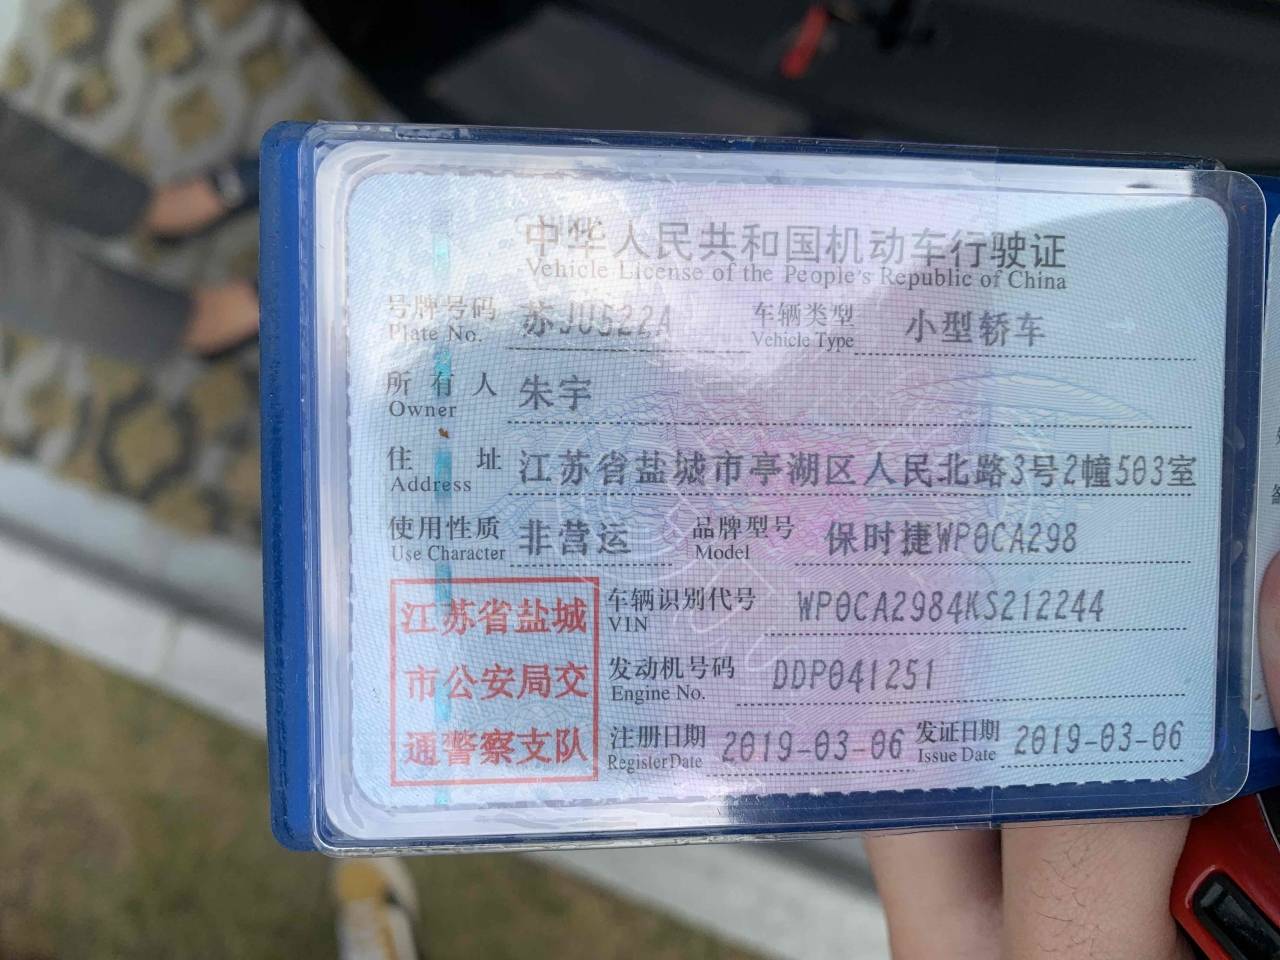 中华人民共和国机动车行驶证
Vehicle License of the People's Republic of China
号牌号码 苏JU522A 车辆类型 小型轿车
Plate No. Vehicle Type
所有人 朱宇
Owner
住址 江苏省盐城市亭湖区人民北路3号2幢503室
Address
使用性质 非营运 品牌型号 保时捷WP0CA298
Use Character Model
江苏省盐城
市公安局交
通警察支队
车辆识别代号 WP0CA2984KS212244
VIN
发动机号码 DDP041251
Engine No.
注册日期 2019-03-06 发证日期 2019-03-06
Register Date Issue Date